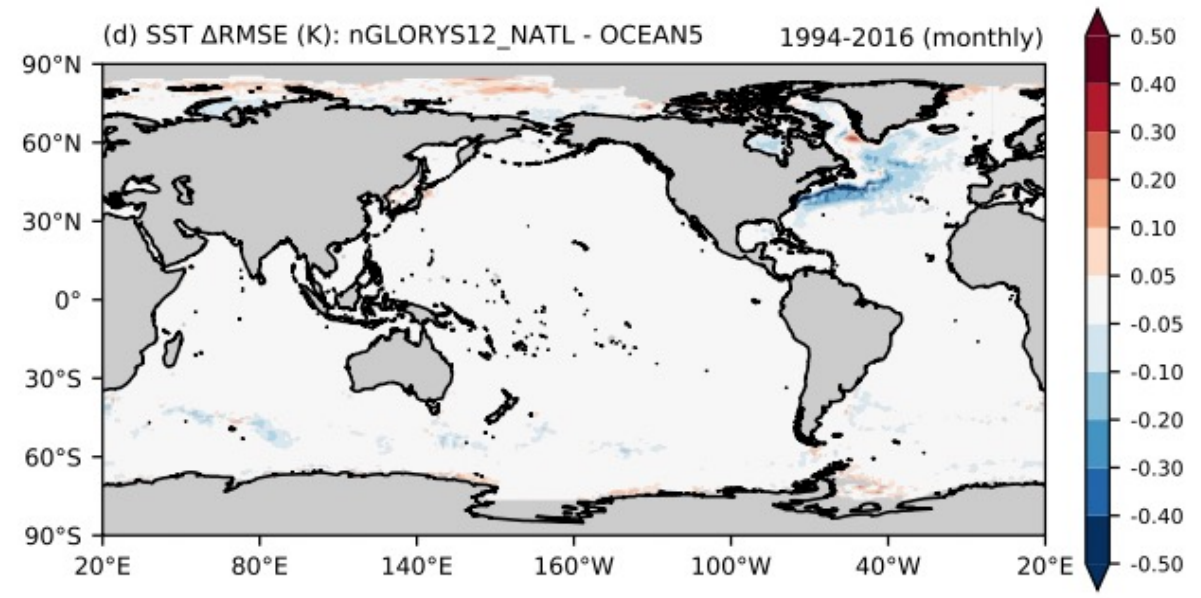 (d) SST ΔRMSE (K): nGLORYS12_NATL - OCEAN5 1994-2016 (monthly)
90°N
60°N
30°N
0°
30°S
60°S
90°S
20°E 80°E 140°E 160°W 100°W 40°W 20°E
0.50
0.40
0.30
0.20
0.10
0.05
-0.05
-0.10
-0.20
-0.30
-0.40
-0.50